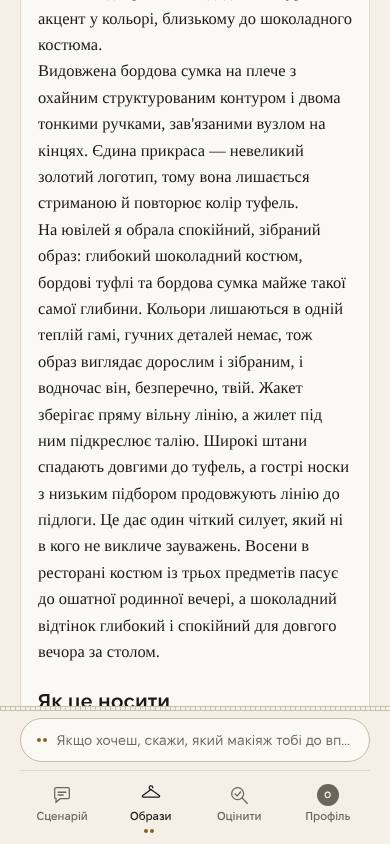 акцент у кольорі, близькому до шоколадного
костюма.
Видовжена бордова сумка на плече з
охайним структурованим контуром і двома
тонкими ручками, зав'язаними вузлом на
кінцях. Єдина прикраса — невеликий
золотий логотип, тому вона лишається
стриманою й повторює колір туфель.
На ювілей я обрала спокійний, зібраний
образ: глибокий шоколадний костюм,
бордові туфлі та бордова сумка майже такої
самої глибини. Кольори лишаються в одній
теплій гамі, гучних деталей немає, тож
образ виглядає дорослим і зібраним, і
водночас він, безперечно, твій. Жакет
зберігає пряму вільну лінію, а жилет під
ним підкреслює талію. Широкі штани
спадають довгими до туфель, а гострі носки
з низьким підбором продовжують лінію до
підлоги. Це дає один чіткий силует, який ні
в кого не викличе зауважень. Восени в
ресторані костюм із трьох предметів пасує
до ошатної родинної вечері, а шоколадний
відтінок глибокий і спокійний для довгого
вечора за столом.
Як це носити
Якщо хочеш, скажи, який макіяж тобі до вп...
Сценарій
Образи
Оцінити
О
Профіль